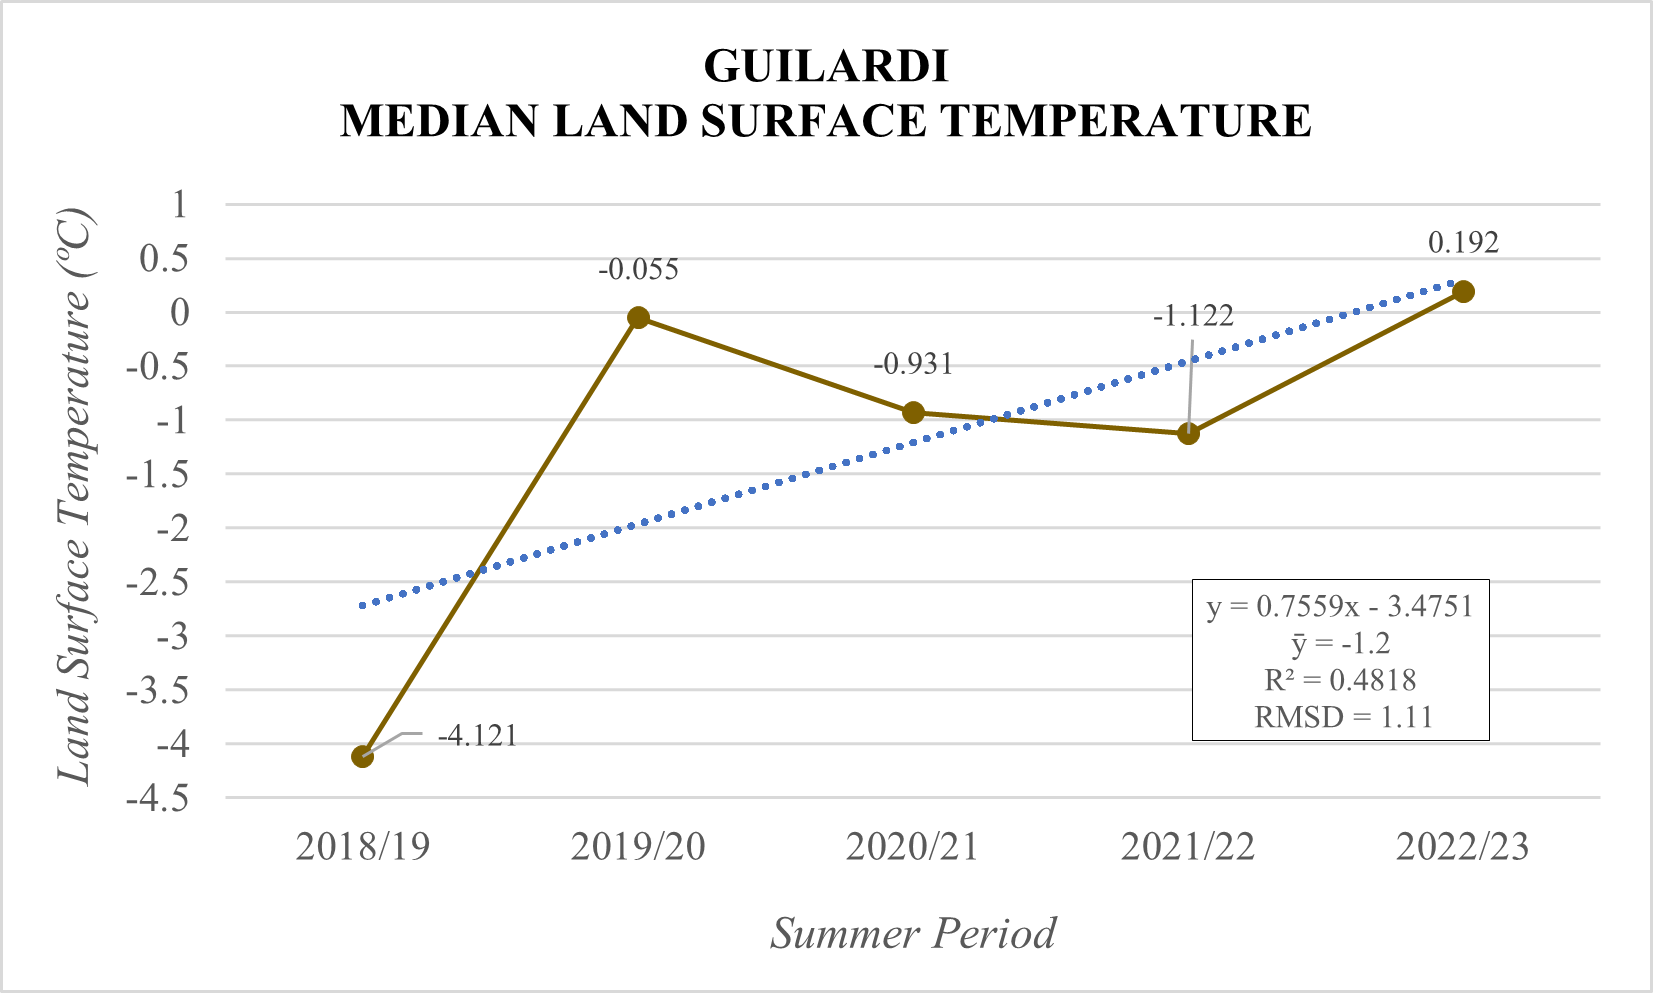 GUILARDI
MEDIAN LAND SURFACE TEMPERATURE
Land Surface Temperature (ºC)
1
0.5
0
-0.5
-1
-1.5
-2
-2.5
-3
-3.5
-4
-4.5
-4.121
-0.055
-0.931
-1.122
0.192
y = 0.7559x - 3.4751
ȳ = -1.2
R² = 0.4818
RMSD = 1.11
2018/19 2019/20 2020/21 2021/22 2022/23
Summer Period